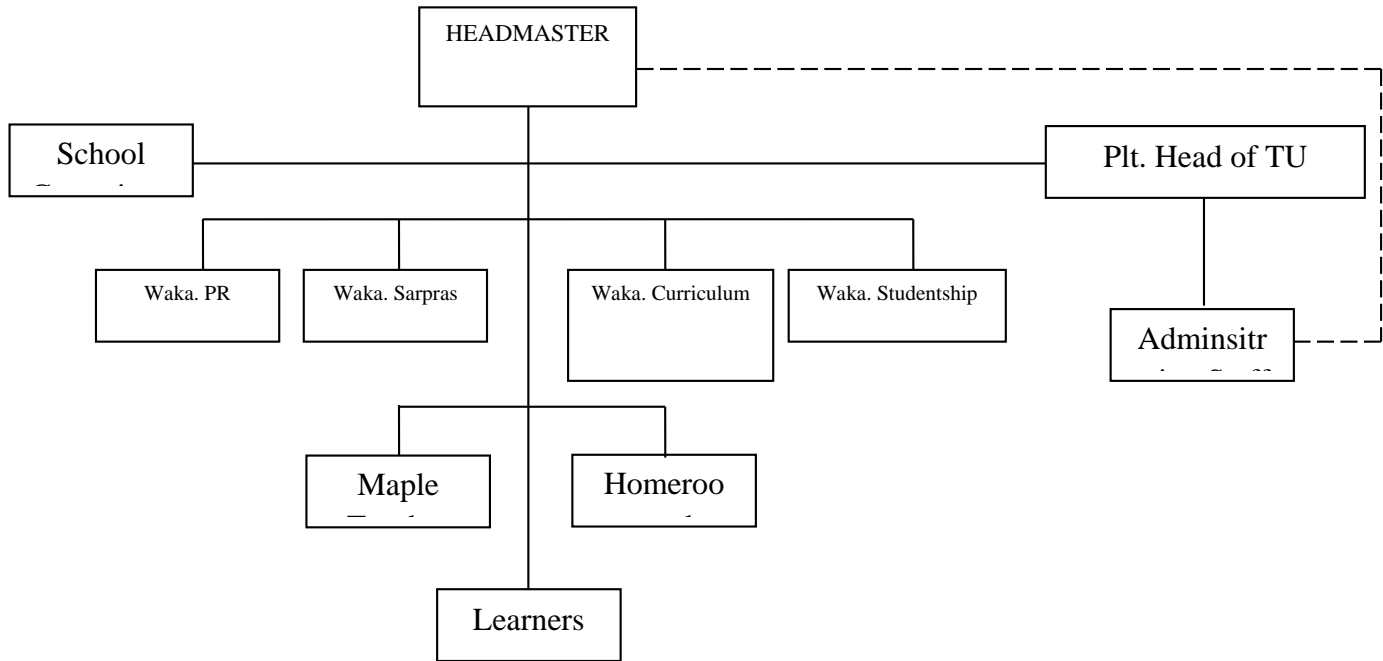 HEADMASTER
School
Plt. Head of TU
Waka. PR
Waka. Sarpras
Waka. Curriculum
Waka. Studentship
Adminsitr
Maple
Homeroo
Learners